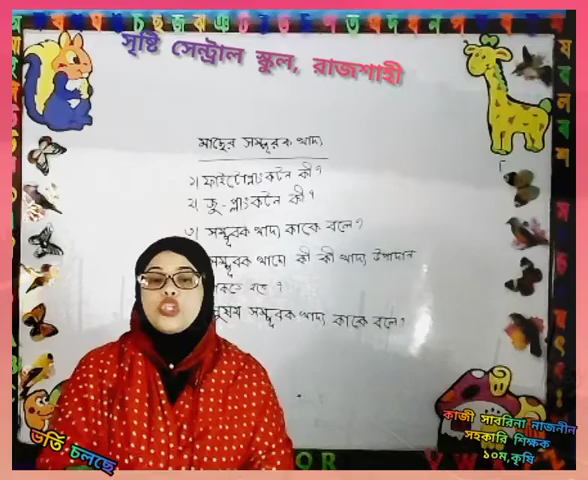 সৃষ্টি সেন্ট্রাল স্কুল, রাজশাহী
মাছের সম্পূরক খাদ্য
১। ফাইটোপ্লাংকটন কী?
২। জু-প্লাংকটন কী?
৩। সম্পূরক খাদ্য কাকে বলে?
সম্পূরক খাদ্যে কী কী খাদ্য উপাদান
হবে?
সম্পূরক খাদ্য কাকে বলে?
ভর্তি চলছে
কাজী সাবরিনা নাজনীন
সহকারি শিক্ষক
১০ম,কৃষি